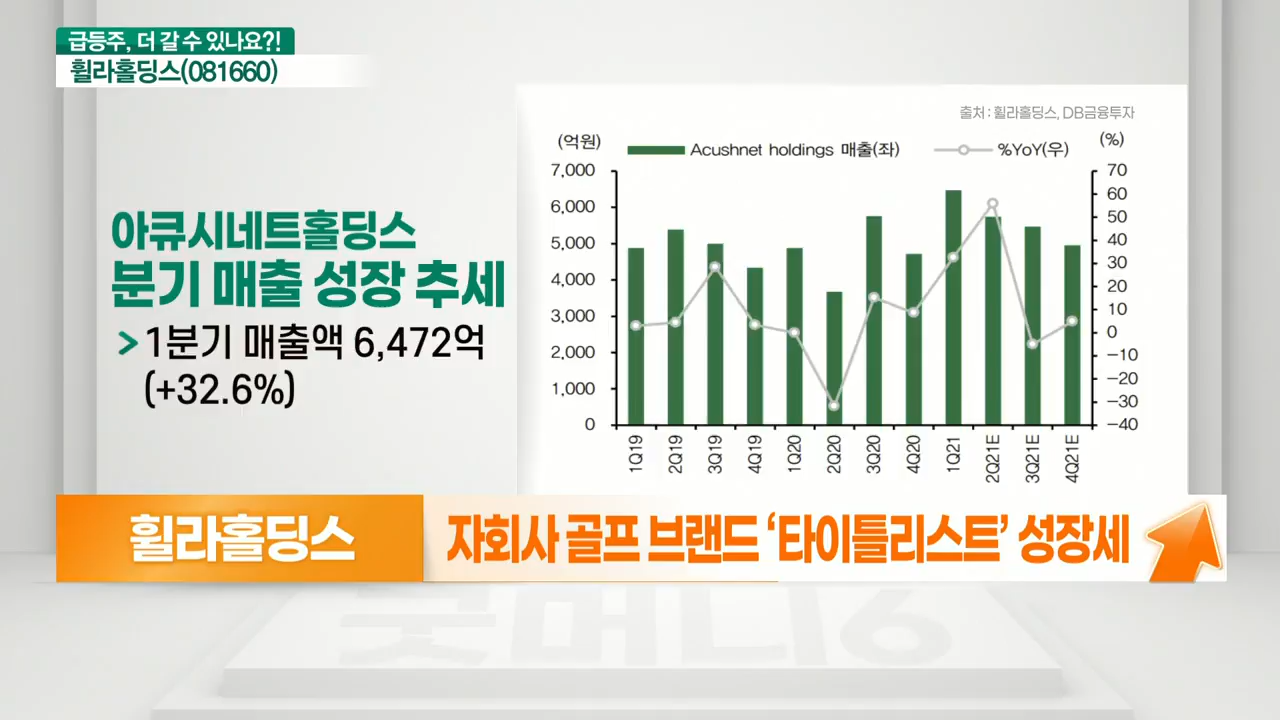 급등주, 더 갈 수 있나요?!
휠라홀딩스(081660)
출처 : 휠라홀딩스, DB금융투자
아큐시네트홀딩스
분기 매출 성장 추세
> 1분기 매출액 6,472억
(+32.6%)
(억원)
Acushnet holdings 매출(좌)
%YoY(우)
(%)
7,000
6,000
5,000
4,000
3,000
2,000
1,000
0
70
60
50
40
30
20
10
0
-10
-20
-30
-40
1Q19
2Q19
3Q19
4Q19
1Q20
2Q20
3Q20
4Q20
1Q21
2Q21E
3Q21E
4Q21E
휠라홀딩스
자회사 골프 브랜드 ‘타이틀리스트’ 성장세
굿머니6